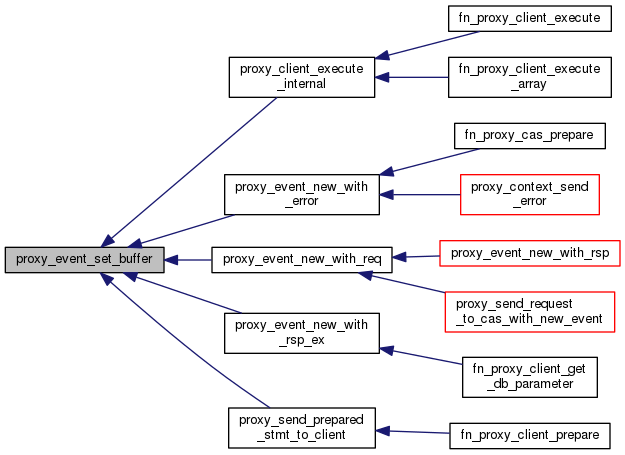 fn_proxy_client_execute
proxy_client_execute
_internal
fn_proxy_client_execute
_array
fn_proxy_cas_prepare
proxy_event_new_with
_error
proxy_context_send
_error
proxy_event_set_buffer
proxy_event_new_with_req
proxy_event_new_with_rsp
proxy_send_request
_to_cas_with_new_event
proxy_event_new_with
_rsp_ex
fn_proxy_client_get
_db_parameter
proxy_send_prepared
_stmt_to_client
fn_proxy_client_prepare